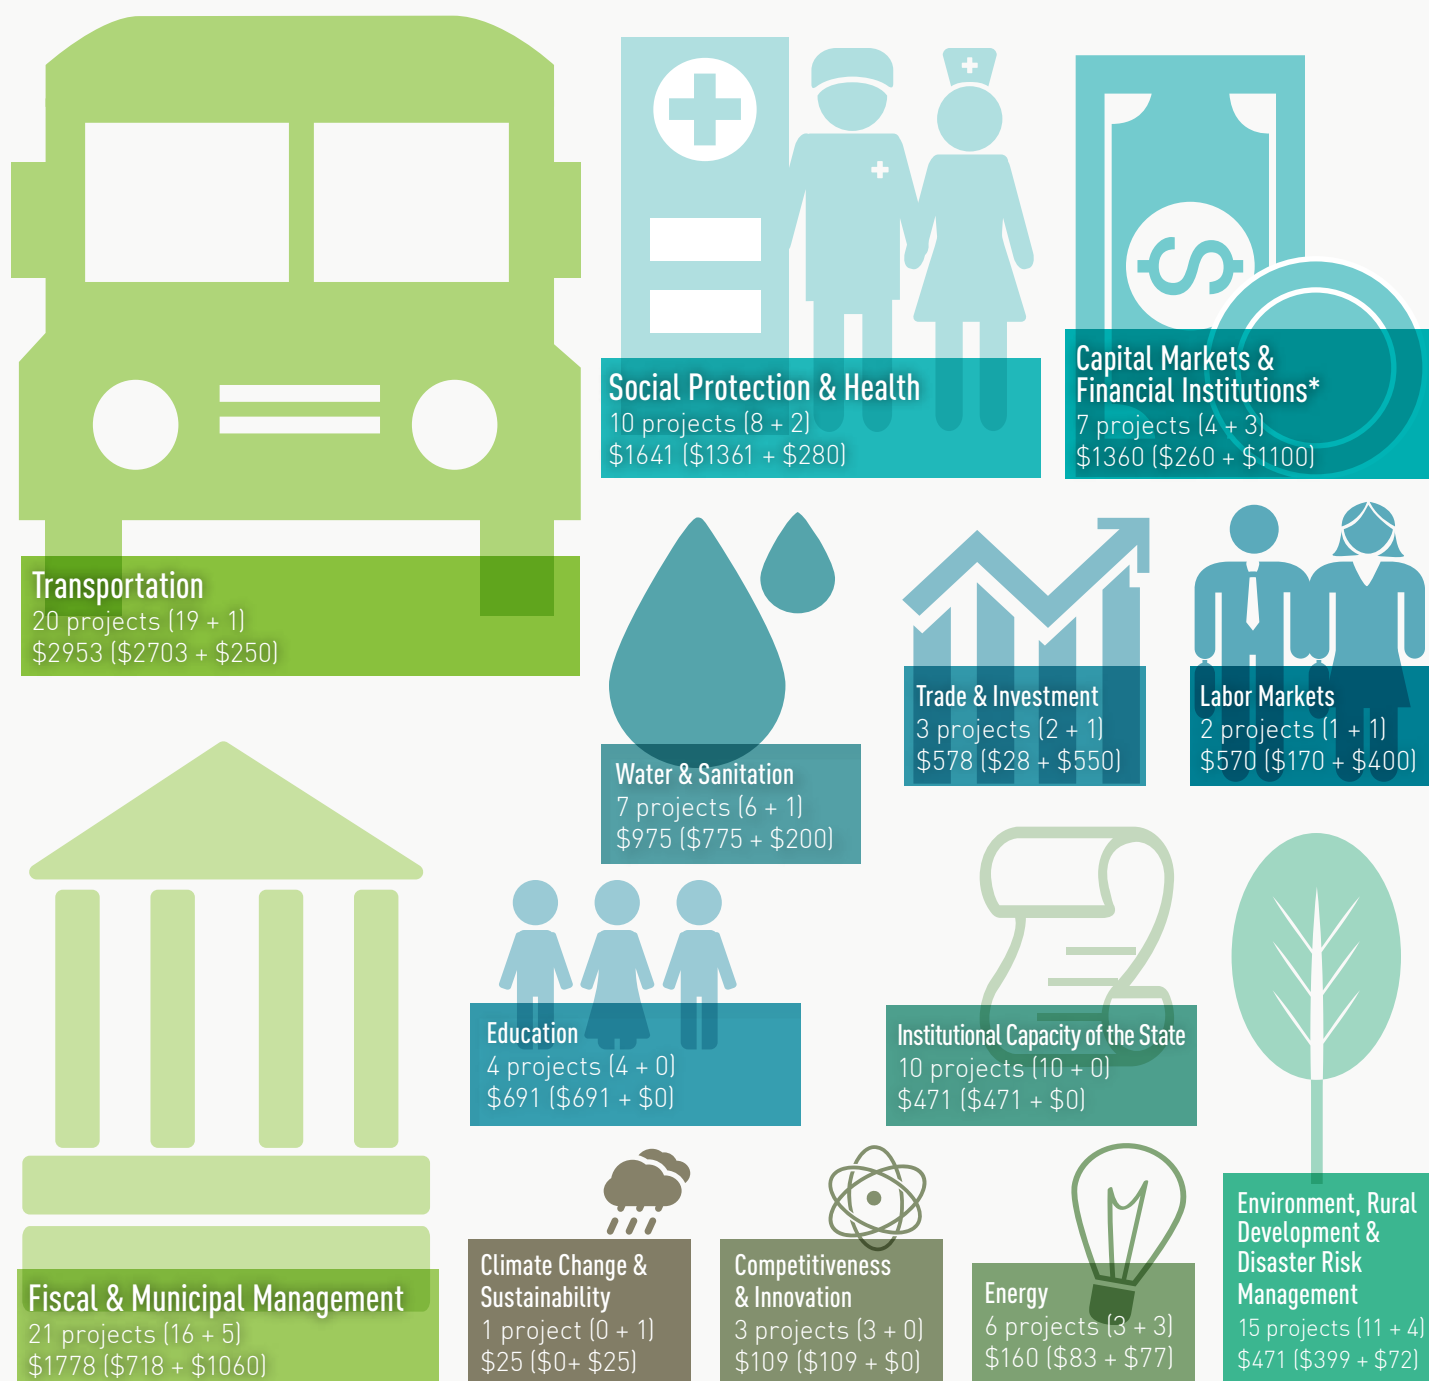 Social Protection & Health
10 projects (8 + 2)
$1641 ($1361 + $280)
Capital Markets &
Financial Institutions*
7 projects (4 + 3)
$1360 ($260 + $1100)
Transportation
20 projects (19 + 1)
$2953 ($2703 + $250)
Water & Sanitation
7 projects (6 + 1)
$975 ($775 + $200)
Trade & Investment
3 projects (2 + 1)
$578 ($28 + $550)
Labor Markets
2 projects (1 + 1)
$570 ($170 + $400)
Education
4 projects (4 + 0)
$691 ($691 + $0)
Institutional Capacity of the State
10 projects (10 + 0)
$471 ($471 + $0)
Fiscal & Municipal Management
21 projects (16 + 5)
$1778 ($718 + $1060)
Climate Change &
Sustainability
1 project (0 + 1)
$25 ($0+ $25)
Competitiveness
& Innovation
3 projects (3 + 0)
$109 ($109 + $0)
Energy
6 projects (3 + 3)
$160 ($83 + $77)
Environment, Rural
Development &
Disaster Risk
Management
15 projects (11 + 4)
$471 ($399 + $72)